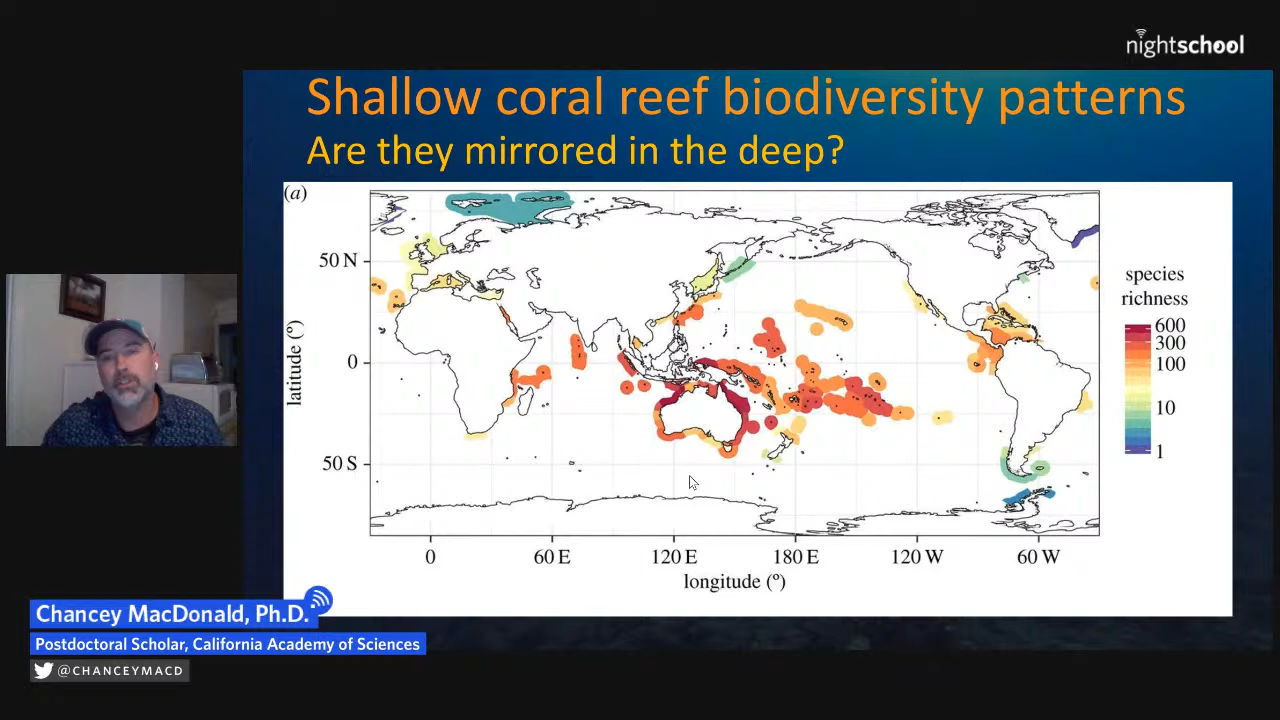 nightschool
Shallow coral reef biodiversity patterns
Are they mirrored in the deep?
(a)
50 N
0
50 S
latitude (º)
0
60 E
120 E
180 E
120 W
60 W
longitude (º)
species
richness
600
300
100
10
1
Chancey MacDonald, Ph.D.
Postdoctoral Scholar, California Academy of Sciences
@CHANCEYMACD